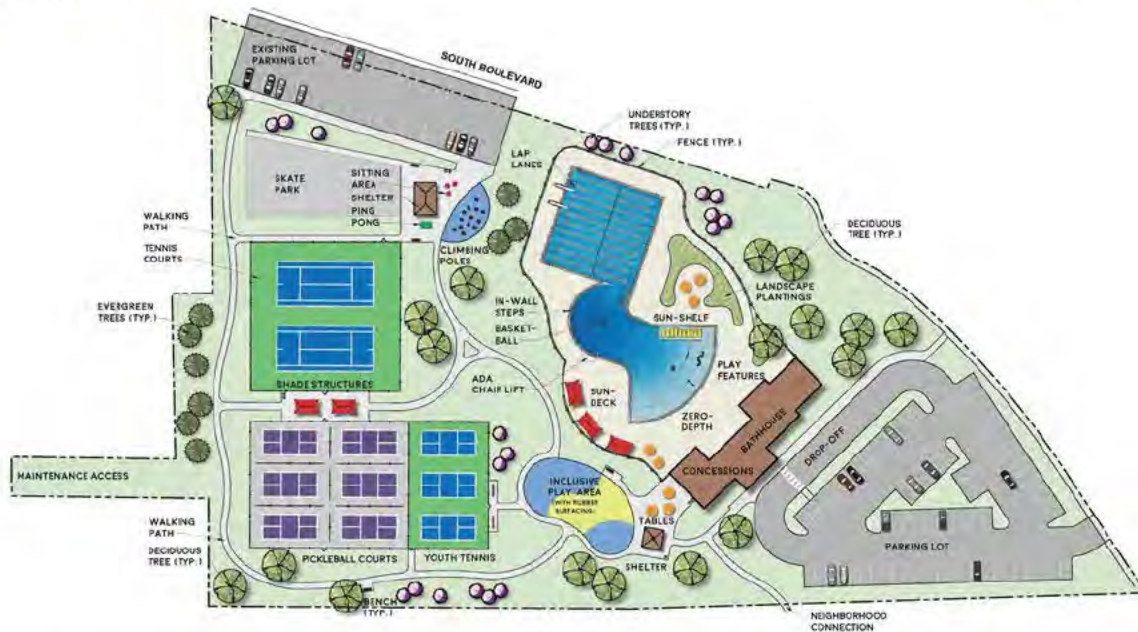 SOUTH BOULEVARD
EXISTING
PARKING LOT
UNDERSTORY
TREES (TYP.)
FENCE (TYP.)
LAP
LANES
SKATE
PARK
SITTING
AREA
SHELTER
PING
PONG
CLIMBING
POLES
WALKING
PATH
TENNIS
COURTS
EVERGREEN
TREES (TYP.)
DECIDUOUS
TREE (TYP.)
LANDSCAPE
PLANTINGS
IN-WALL
STEPS
BASKET-
BALL
SUN-SHELF
ADA
CHAIR LIFT
SUN-
DECK
PLAY
FEATURES
ZERO-
DEPTH
SHADE STRUCTURES
BATHHOUSE
CONCESSIONS
DROP-OFF
MAINTENANCE ACCESS
INCLUSIVE
PLAY AREA
(WITH RUBBER
SURFACING)
TABLES
SHELTER
PARKING LOT
WALKING
PATH
DECIDUOUS
TREE (TYP.)
PICKLEBALL COURTS
YOUTH TENNIS
BENCH
(TYP.)
NEIGHBORHOOD
CONNECTION